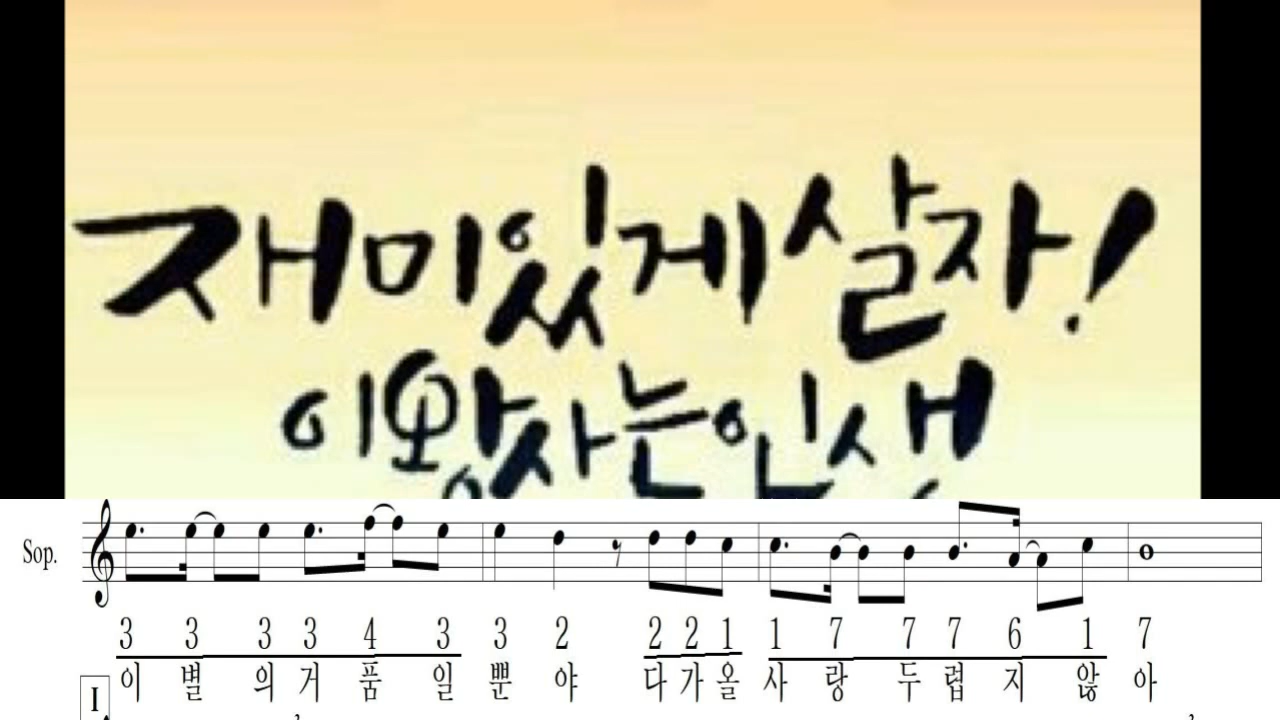 재미있게 살자!
이왕 사는 인생
Sop.
3 3 3 3 4 3 3 2 2 2 1 1 7 7 7 6 1 7
이 별 의 거 품 일 뿐 야 다 가 올 사 랑 두 렵 지 않 아
I